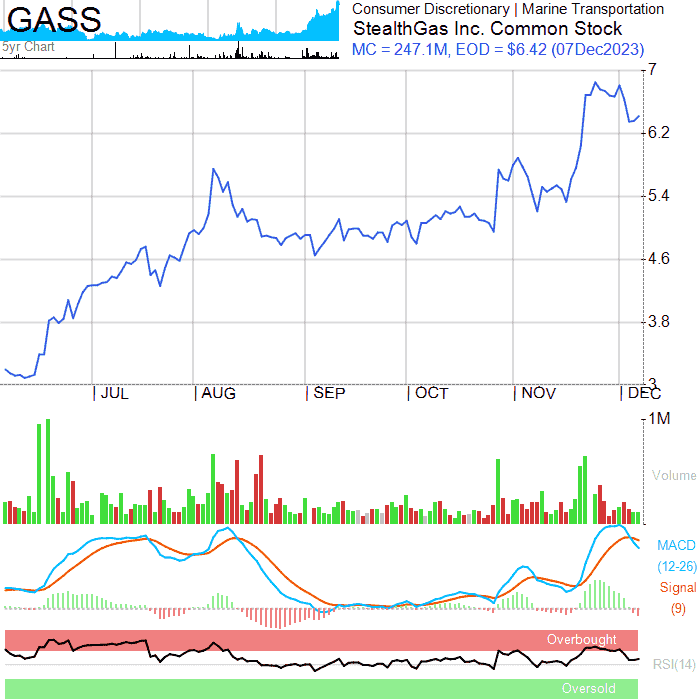 GASS
5yr Chart
Consumer Discretionary | Marine Transportation
StealthGas Inc. Common Stock
MC = 247.1M, EOD = $6.42 (07Dec2023)
7
6.2
5.4
4.6
3.8
3
JUL AUG SEP OCT NOV DEC
1M
Volume
MACD
(12-26)
Signal
(9)
Overbought
RSI(14)
Oversold